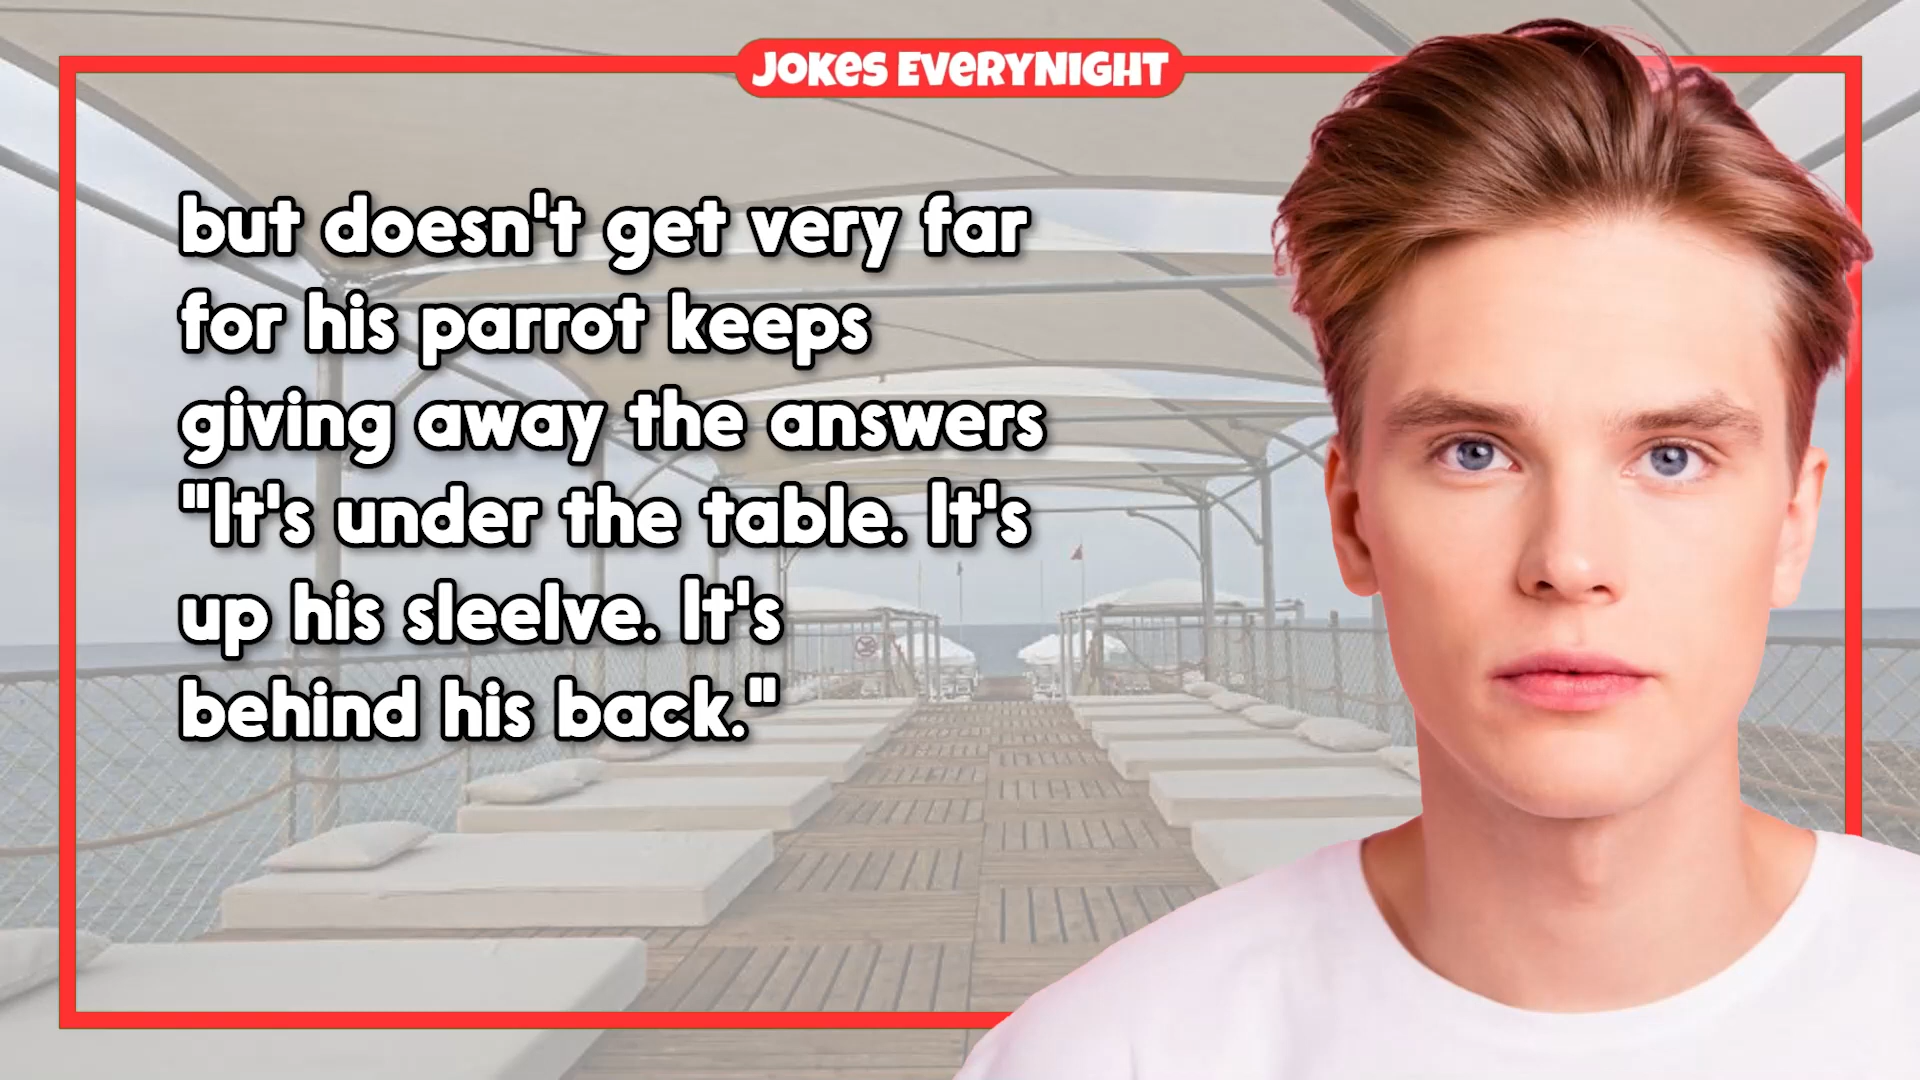 JOKES EVERYNIGHT
but doesn't get very far
for his parrot keeps
giving away the answers
"It's under the table. It's
up his sleelve. It's
behind his back."